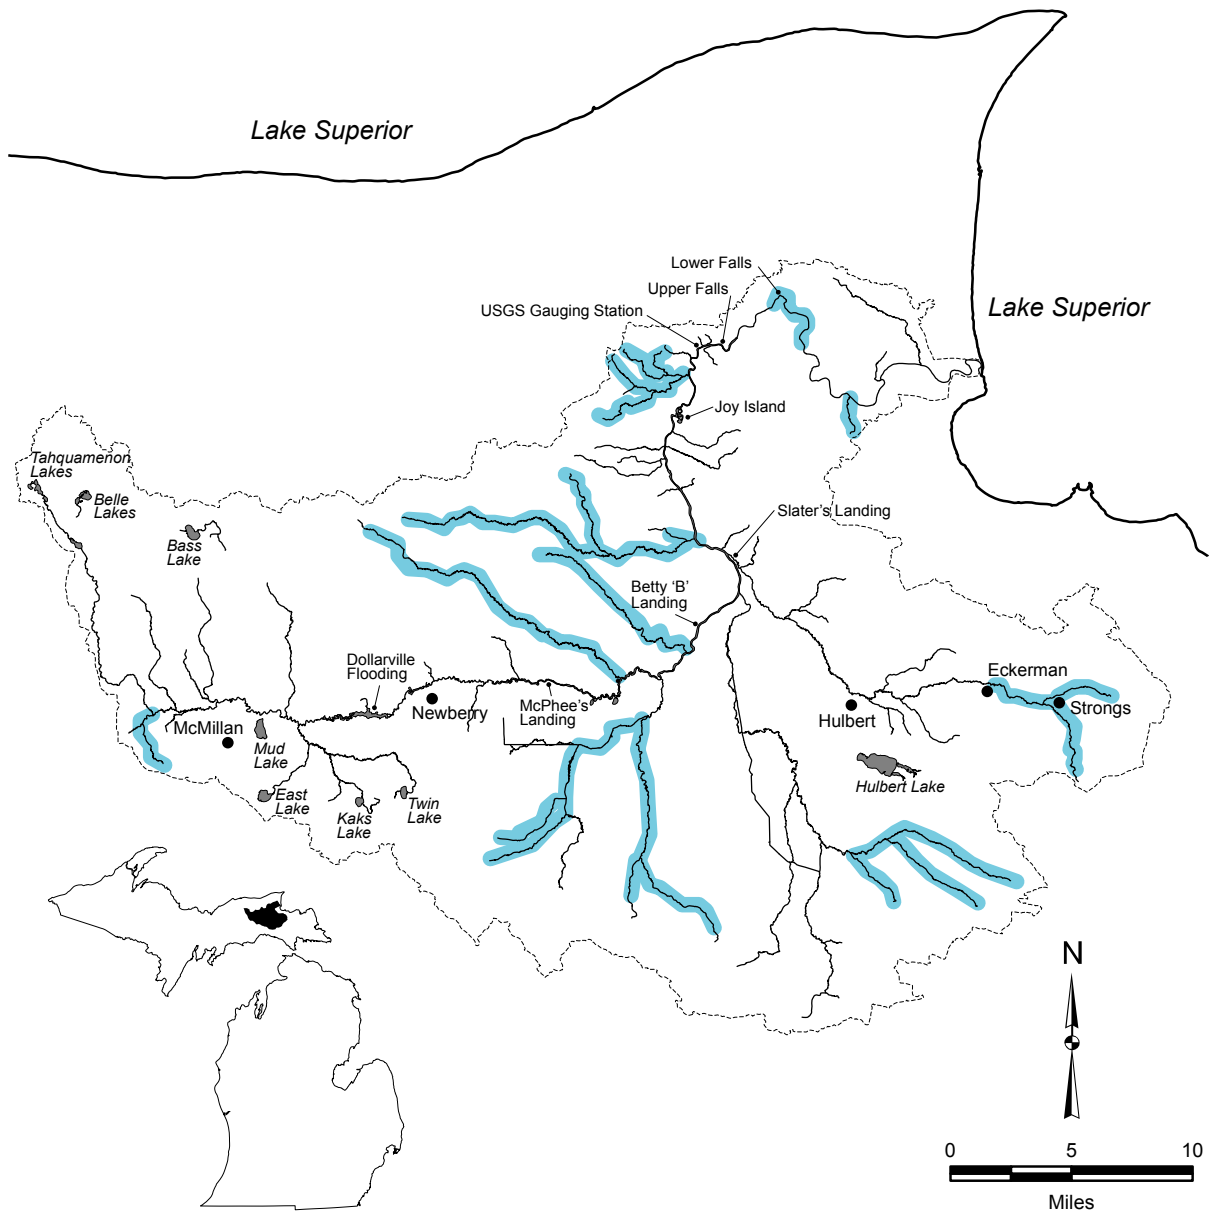 Lake Superior
Lower Falls
Upper Falls
USGS Gauging Station
Lake Superior
Joy Island
Tahquamenon
Lakes
Belle
Lakes
Bass
Lake
Slater's Landing
Betty 'B'
Landing
Dollarville
Flooding
Eckerman
McPhee's
Landing
Newberry
Strongs
Hulbert
McMillan
Mud
Lake
Hulbert Lake
East
Lake
Kaks
Lake
Twin
Lake
N
0 5 10
Miles